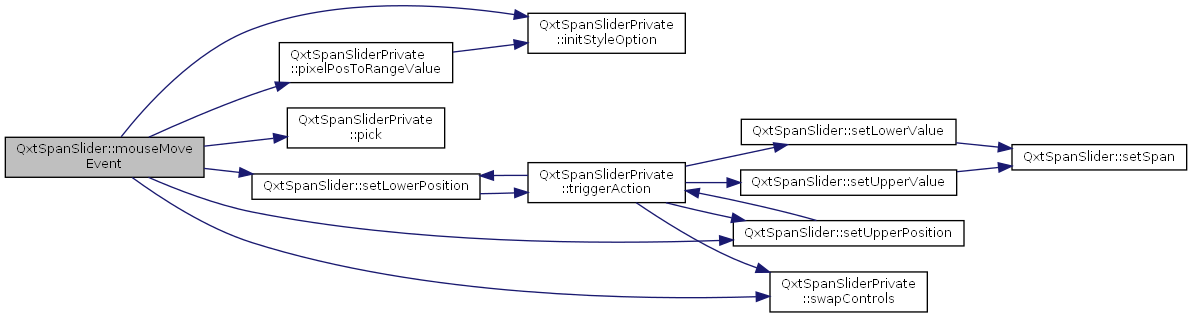 QxtSpanSlider::mouseMove
Event
QxtSpanSliderPrivate
::initStyleOption
QxtSpanSliderPrivate
::pixelPosToRangeValue
QxtSpanSliderPrivate
::pick
QxtSpanSlider::setLowerPosition
QxtSpanSliderPrivate
::triggerAction
QxtSpanSlider::setLowerValue
QxtSpanSlider::setSpan
QxtSpanSlider::setUpperValue
QxtSpanSlider::setUpperPosition
QxtSpanSliderPrivate
::swapControls